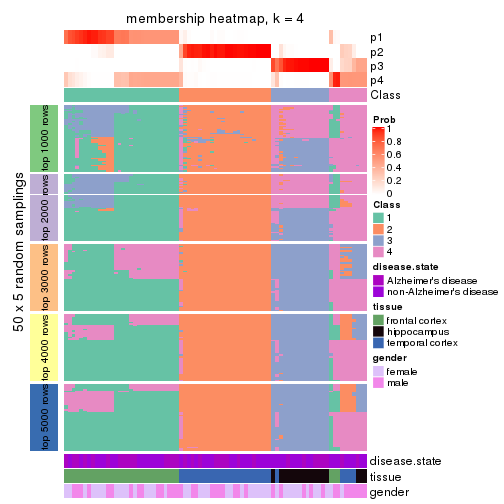 membership heatmap, k = 4
p1
p2
p3
p4
Class
50 x 5 random samplings
top 1000 rows
top 2000 rows
top 3000 rows
top 4000 rows
top 5000 rows
Prob
1
0.8
0.6
0.4
0.2
0
Class
1
2
3
4
disease.state
Alzheimer's disease
non-Alzheimer's disease
tissue
frontal cortex
hippocampus
temporal cortex
gender
female
male
disease.state
tissue
gender